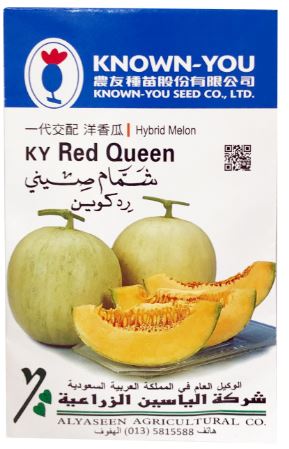 KNOWN-YOU
農友種苗股份有限公司
KNOWN-YOU SEED CO., LTD.
一代交配 洋香瓜 | Hybrid Melon
KY Red Queen
شمام صيني
رد كوين
الوكيل العام في المملكة العربية السعودية
شركة الياسين الزراعية
ALYASEEN AGRICULTURAL CO.
هاتف 5815588 (013) الهفوف